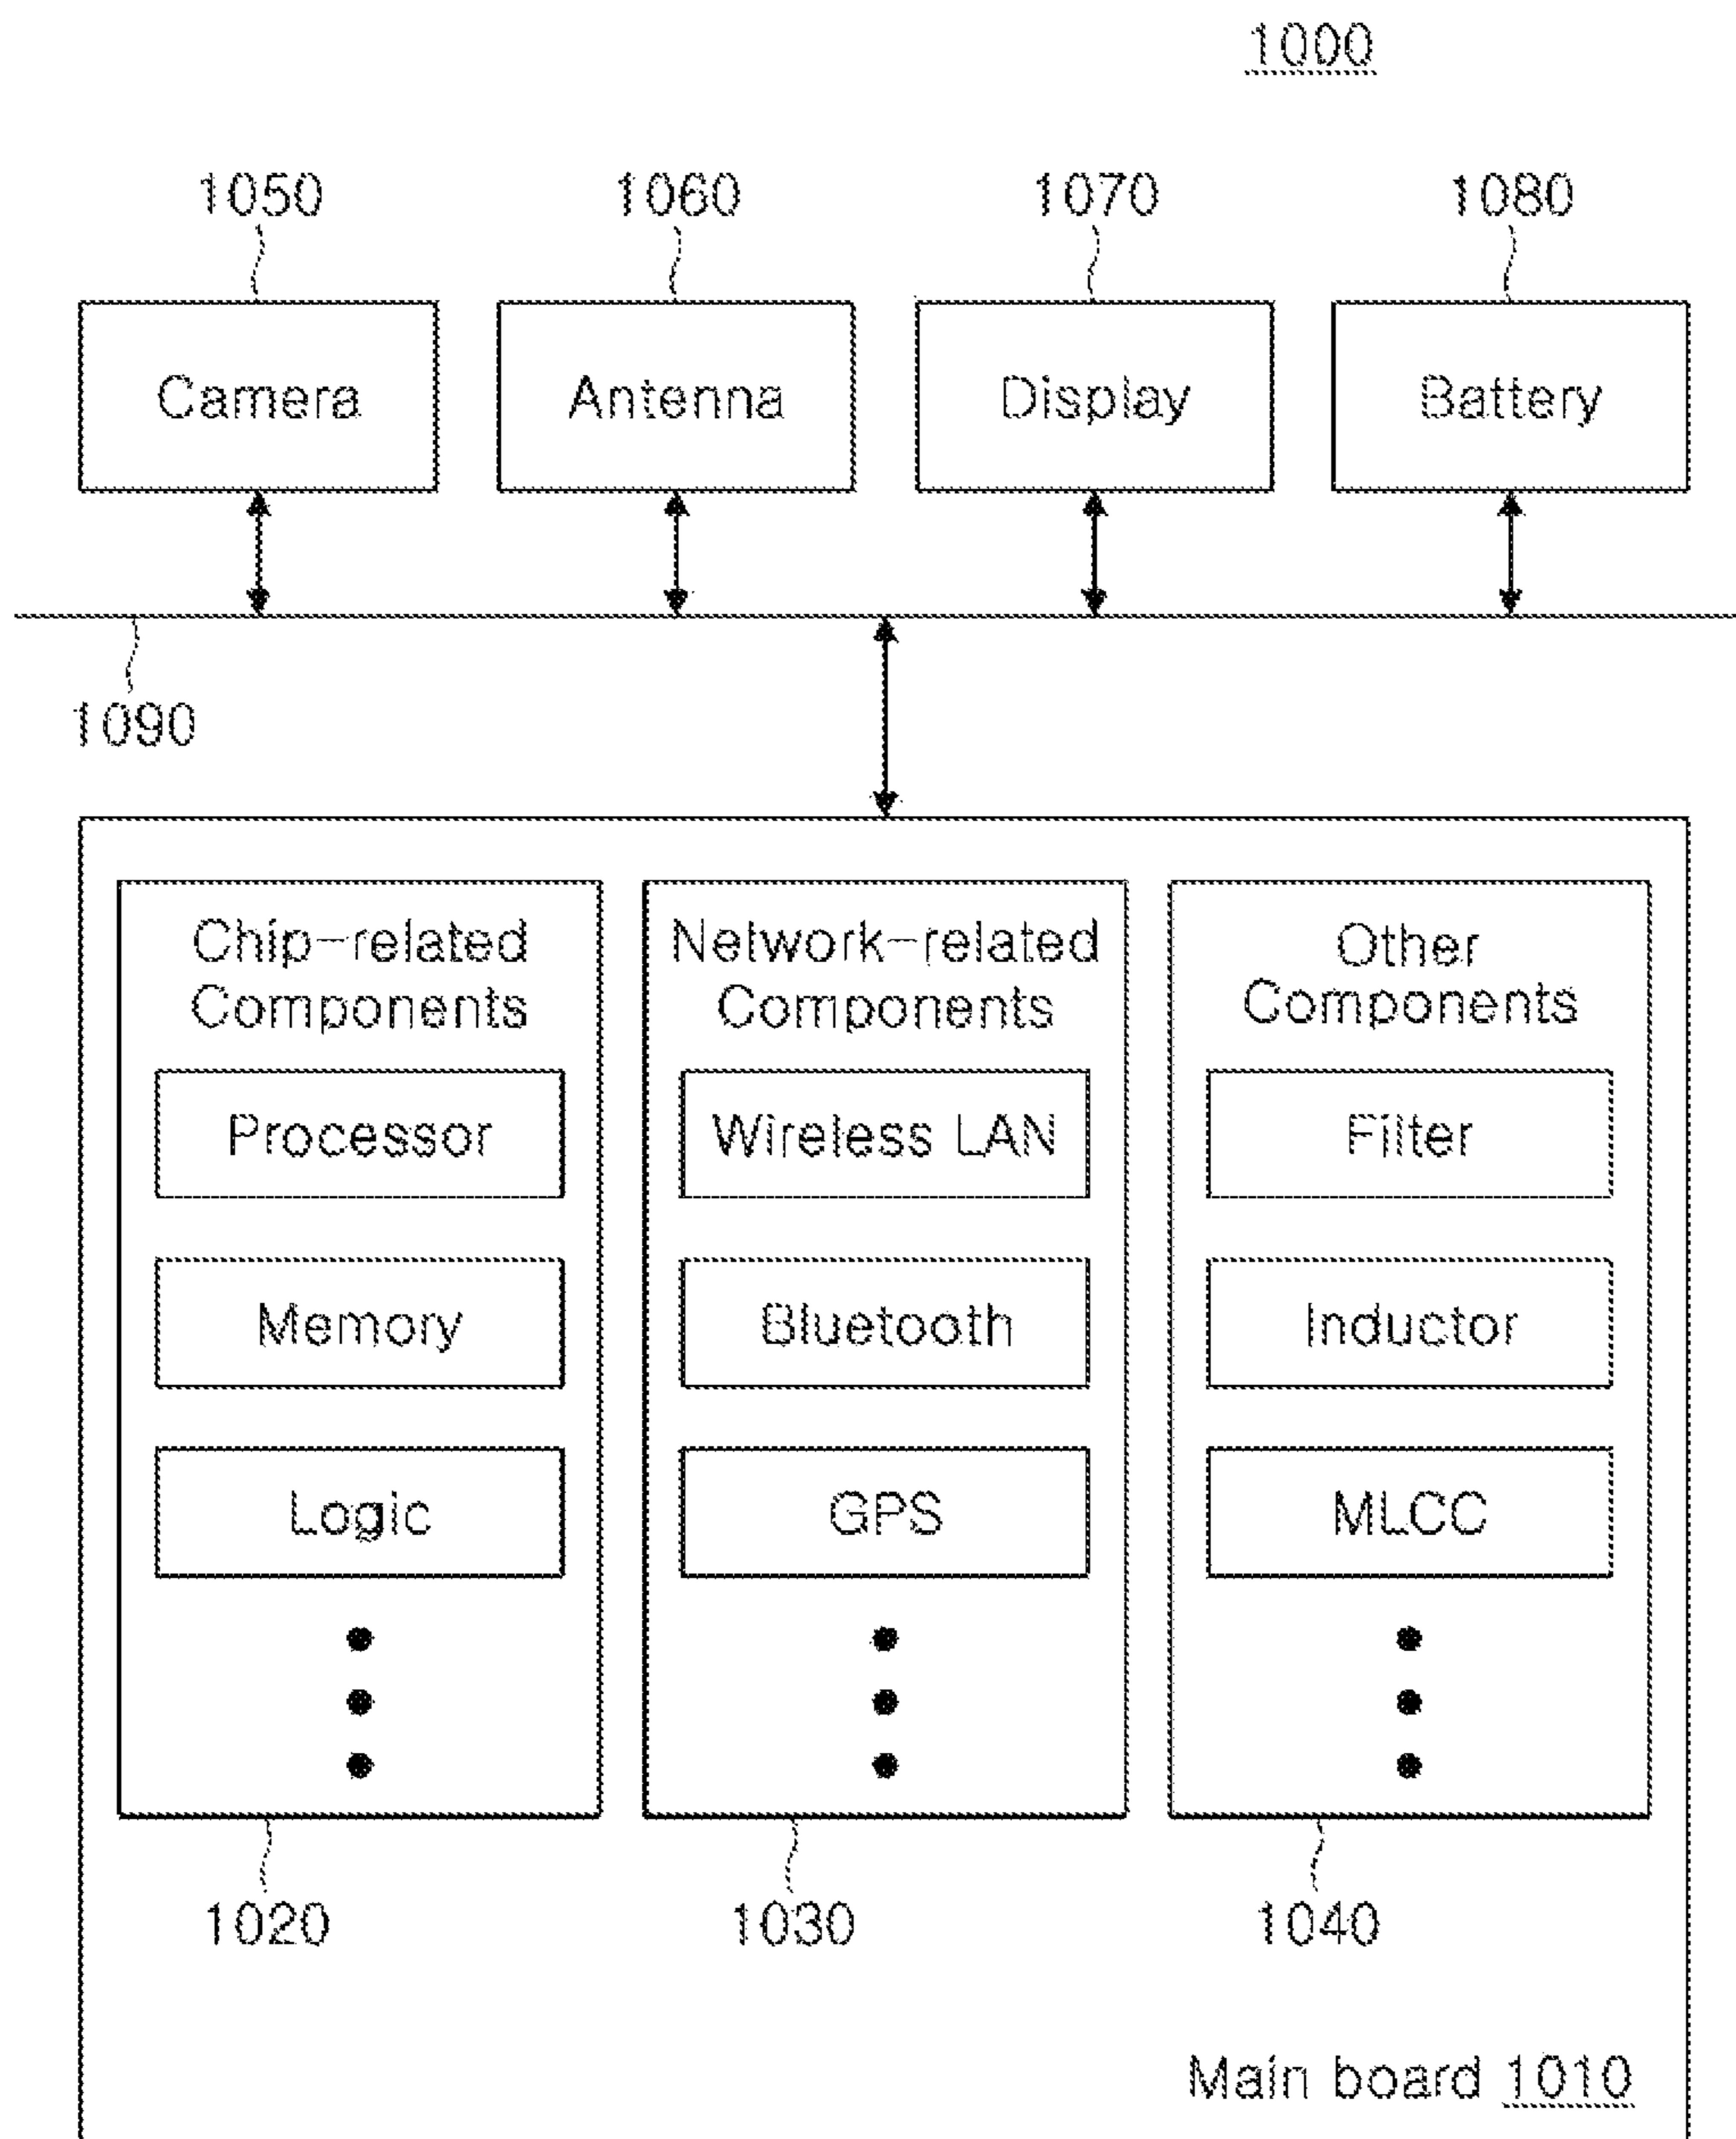 1000
1050
1060
1070
1080
Camera
Antenna
Display
Battery
1090
Chip-related
Components
Processor
Memory
Logic
1020
Network-related
Components
Wireless LAN
Bluetooth
GPS
1030
Other
Components
Filter
Inductor
MLCC
1040
Main board 1010